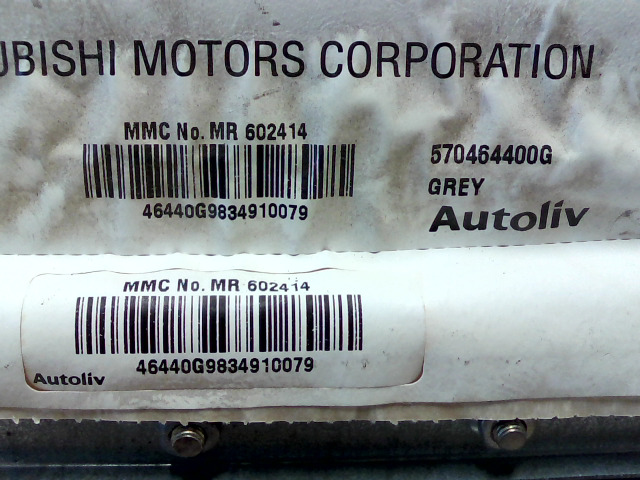 UBISHI MOTORS CORPORATION
MMC No. MR 602414
46440G9834910079
570464400G
GREY
Autoliv
MMC No. MR 602414
46440G9834910079
Autoliv